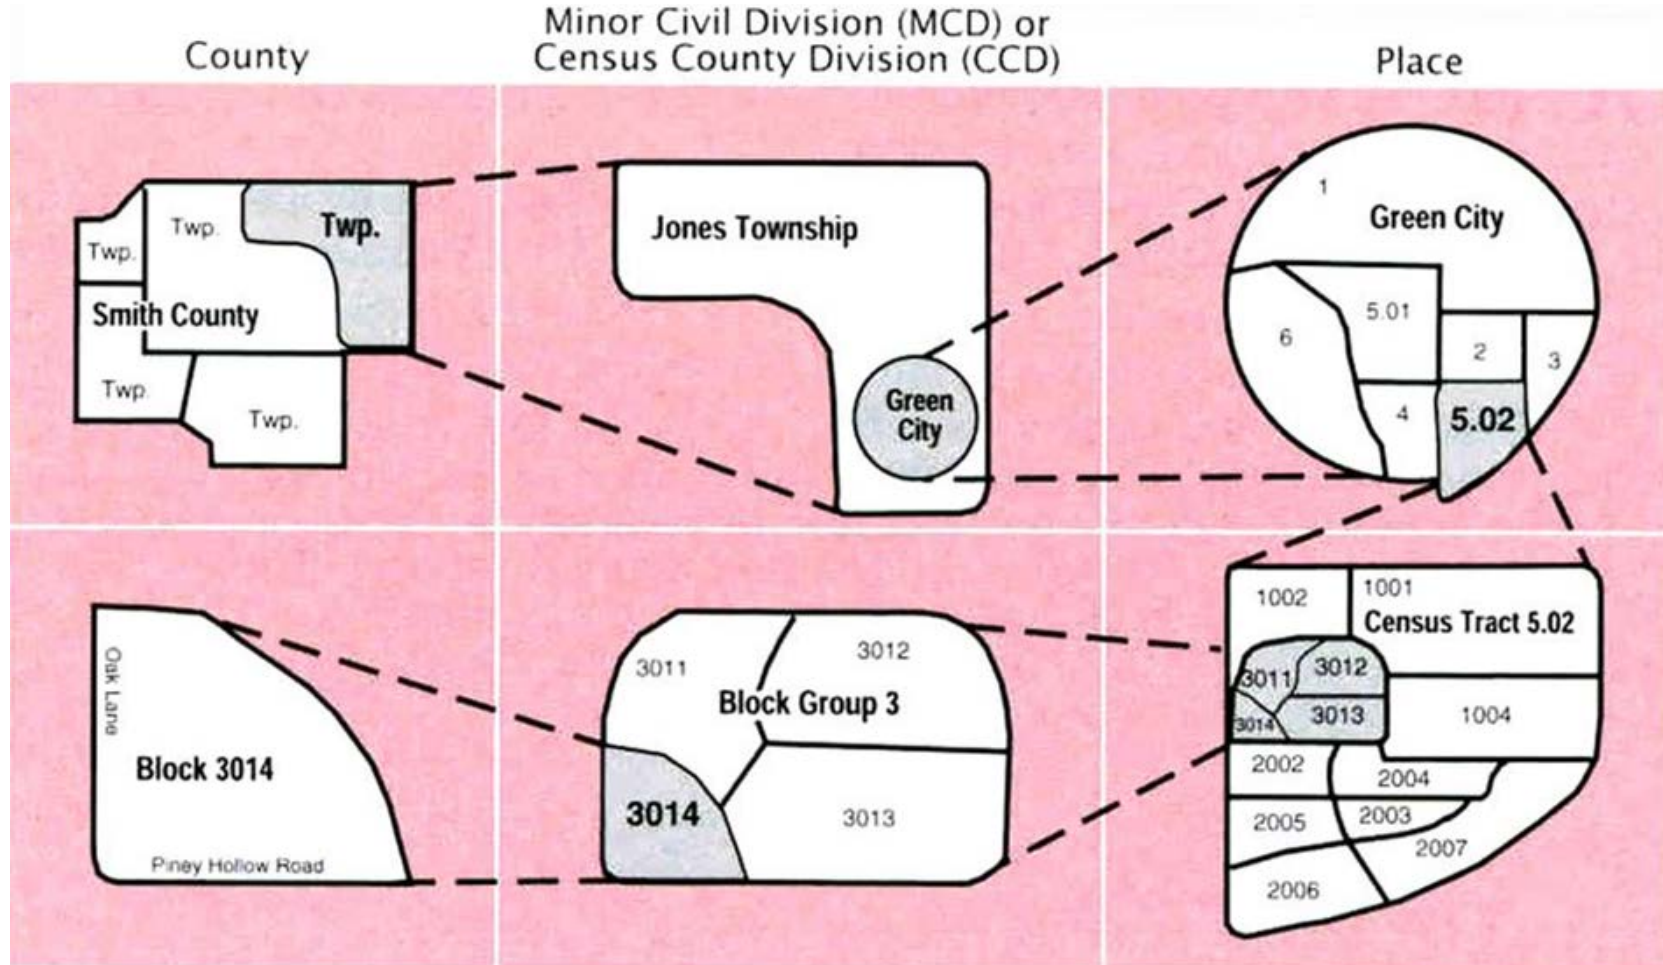 County
Minor Civil Division (MCD) or
Census County Division (CCD)
Place
Twp.
Twp.
Twp.
Smith County
Twp.
Twp.
Jones Township
Green
City
1
Green City
5.01
6
2
3
4
5.02
Oak Lane
Block 3014
Piney Hollow Road
3011
3012
Block Group 3
3014
3013
1002
1001
Census Tract 5.02
3011
3012
3014
3013
1004
2002
2004
2005
2003
2007
2006